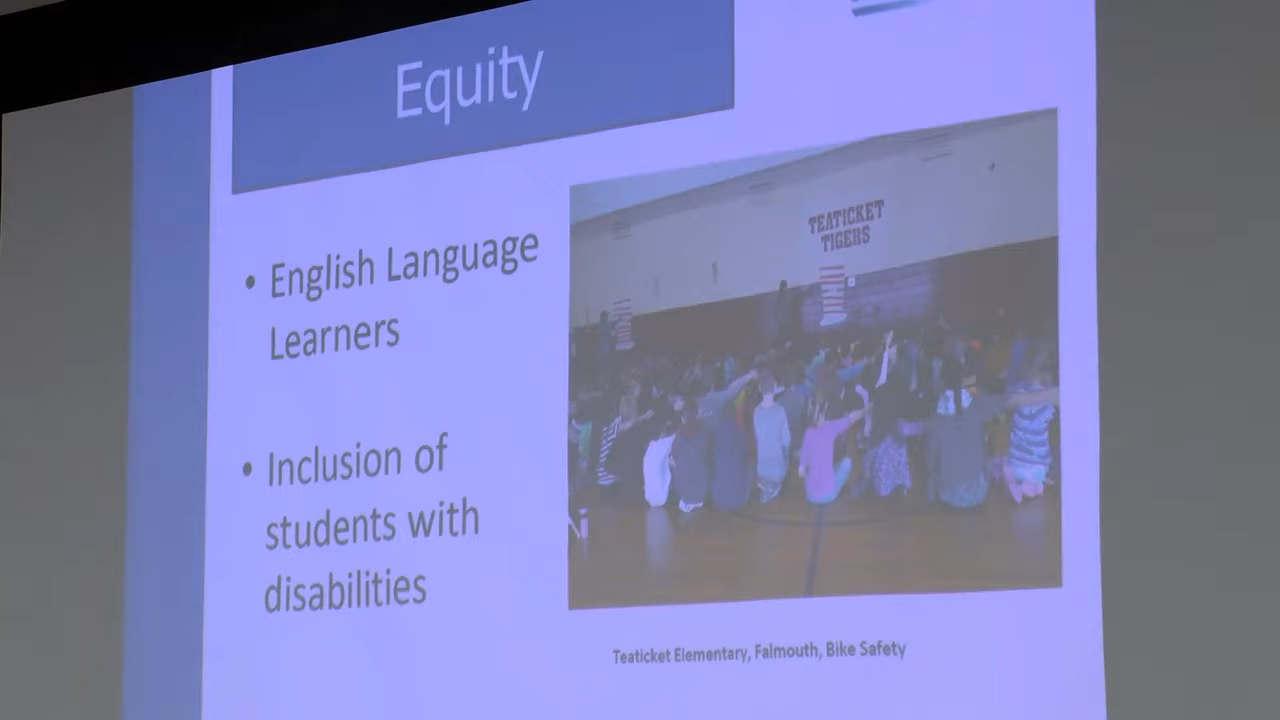 Equity
• English Language
Learners
• Inclusion of
students with
disabilities
TEATICKET
TIGERS
Teaticket Elementary, Falmouth, Bike Safety